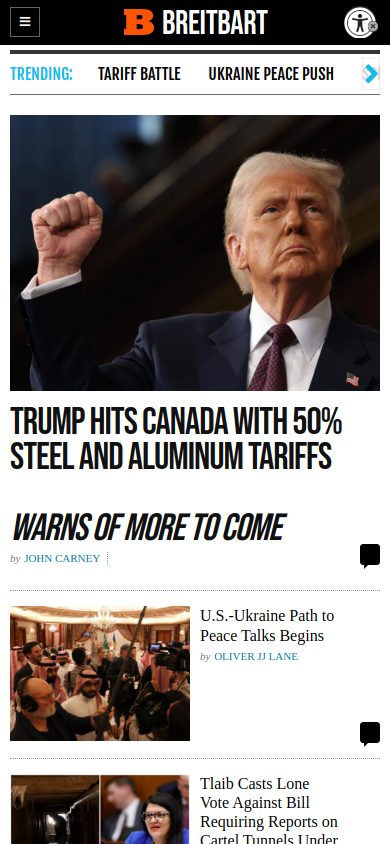 BREITBART
TRENDING:
TARIFF BATTLE
UKRAINE PEACE PUSH
TRUMP HITS CANADA WITH 50%
STEEL AND ALUMINUM TARIFFS
WARNS OF MORE TO COME
by JOHN CARNEY
U.S.-Ukraine Path to
Peace Talks Begins
by OLIVER JJ LANE
Tlaib Casts Lone
Vote Against Bill
Requiring Reports on
Cartel Tunnels Under